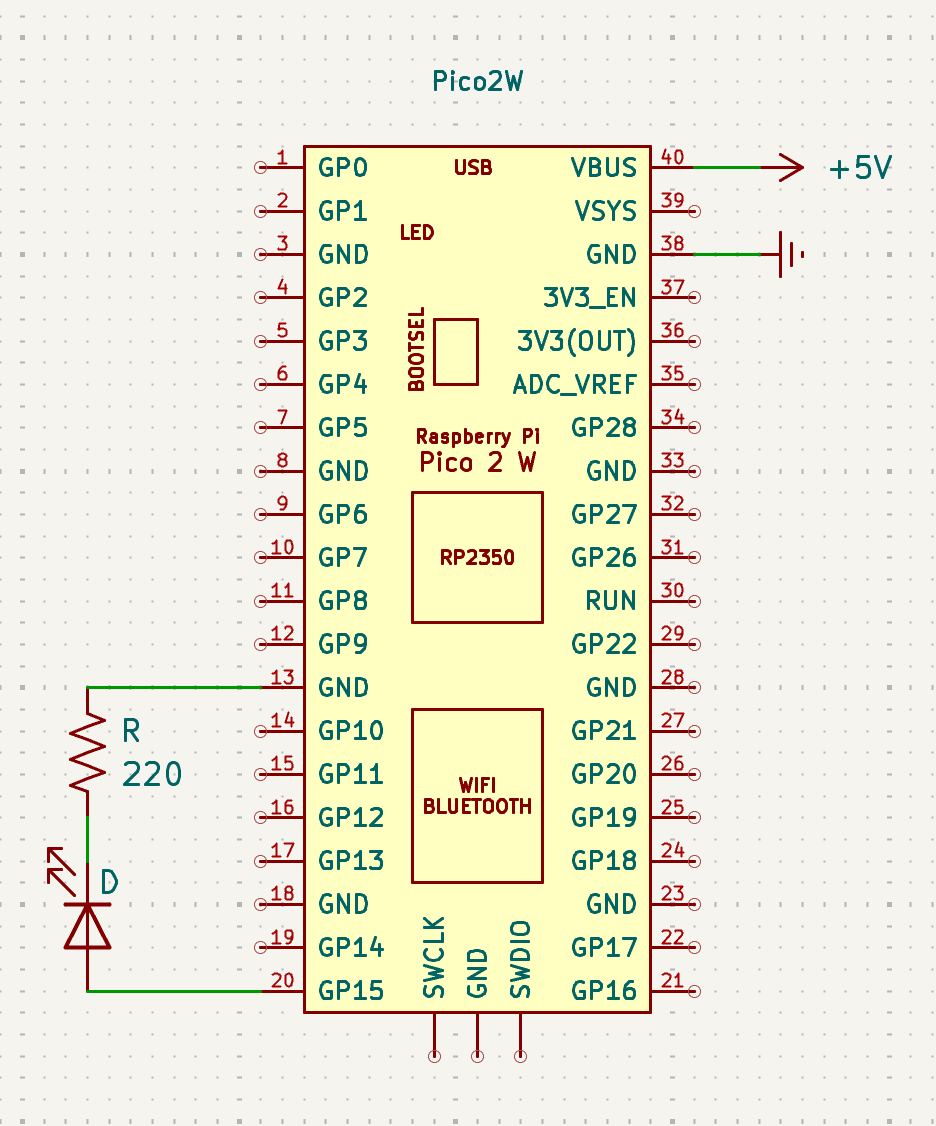 Pico2W
1 GP0 USB VBUS 40 +5V
2 GP1 VSYS 39
LED
3 GND GND 38
4 GP2 3V3_EN 37
5 GP3 3V3(OUT) 36
BOOTSEL
6 GP4 ADC_VREF 35
7 GP5 GP28 34
Raspberry Pi
Pico 2 W
8 GND GND 33
9 GP6 GP27 32
10 GP7 RP2350 GP26 31
11 GP8 RUN 30
12 GP9 GP22 29
13 GND GND 28
R
220
14 GP10 GP21 27
15 GP11 GP20 26
WIFI
BLUETOOTH
16 GP12 GP19 25
17 GP13 GP18 24
D
18 GND GND 23
19 GP14 GP17 22
20 GP15 GP16 21
SWCLK
GND
SWDIO